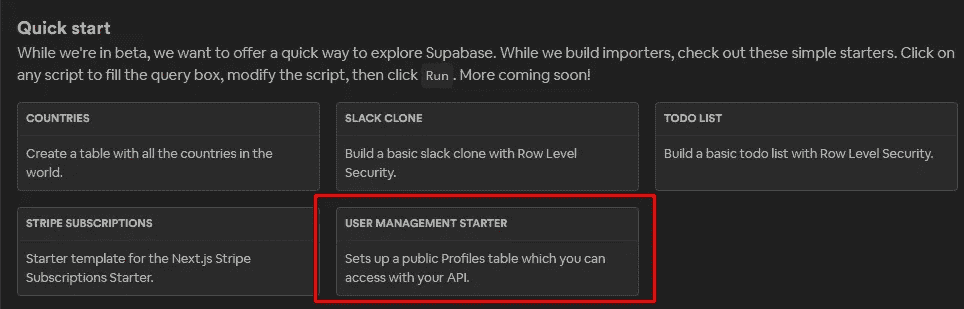 Quick start
While we're in beta, we want to offer a quick way to explore Supabase. While we build importers, check out these simple starters. Click on
any script to fill the query box, modify the script, then click Run. More coming soon!
COUNTRIES
Create a table with all the countries in the
world.
SLACK CLONE
Build a basic slack clone with Row Level
Security.
TODO LIST
Build a basic todo list with Row Level Security.
STRIPE SUBSCRIPTIONS
Starter template for the Next.js Stripe
Subscriptions Starter.
USER MANAGEMENT STARTER
Sets up a public Profiles table which you can
access with your API.